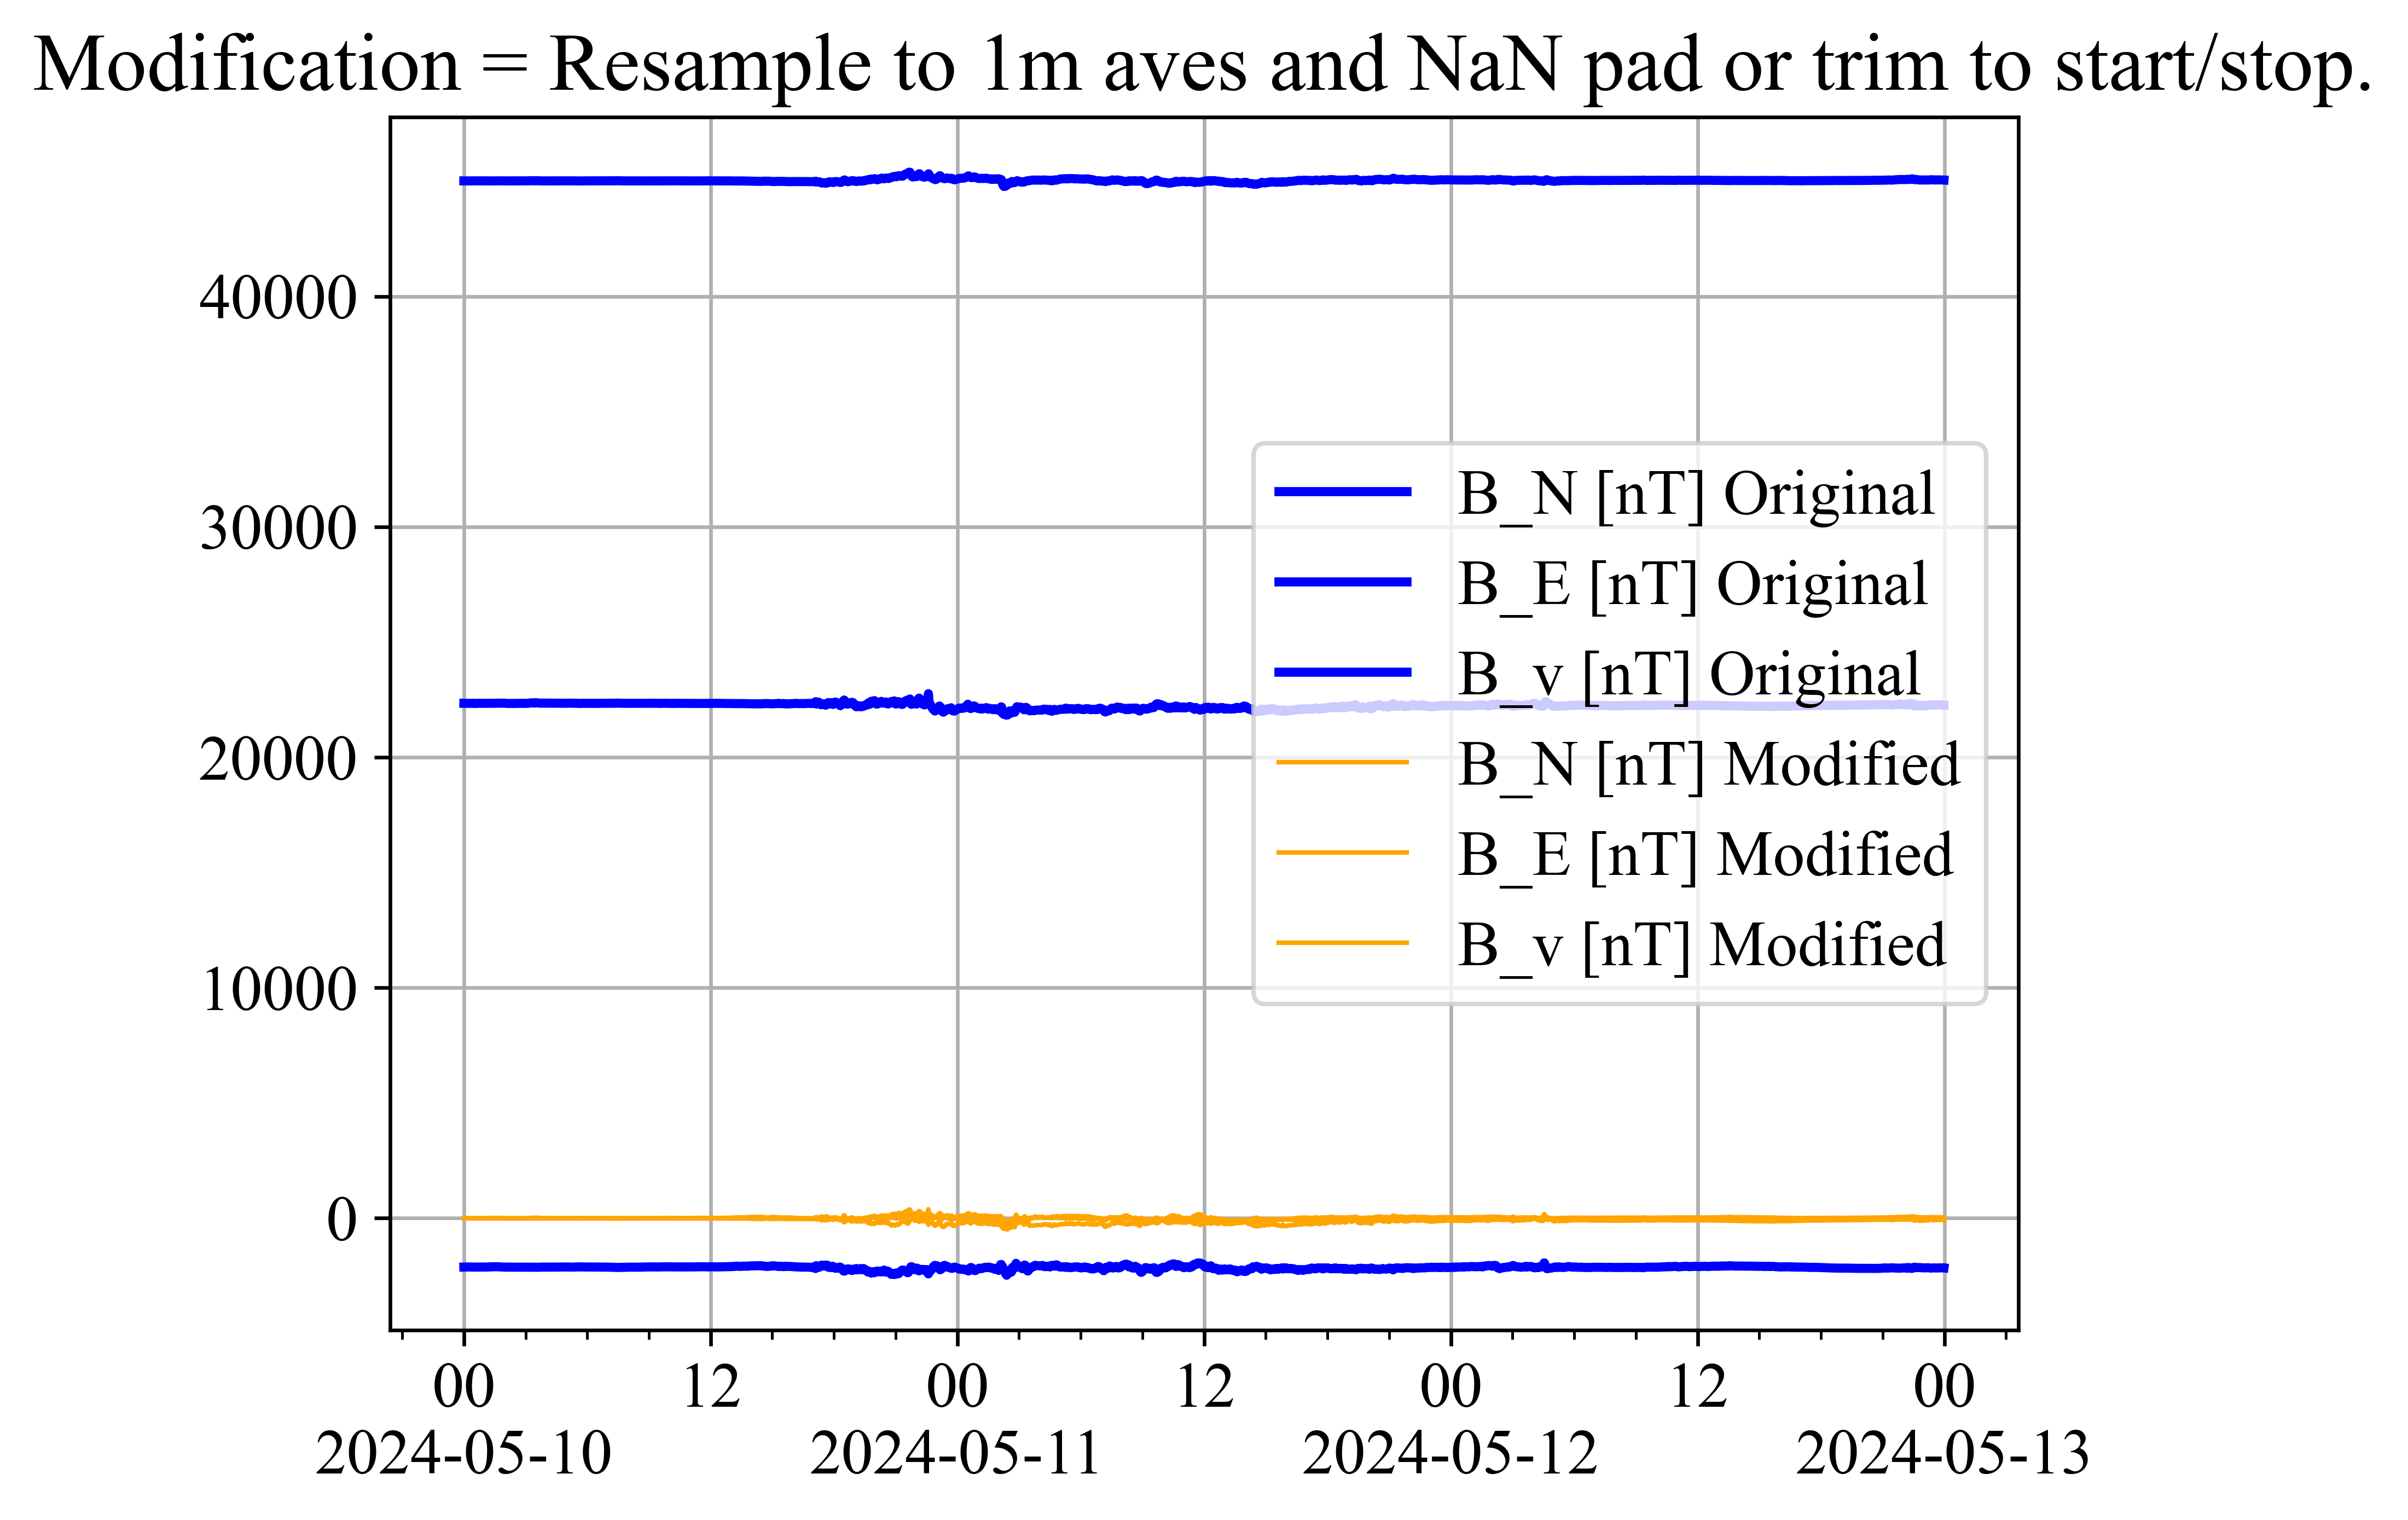 Modification = Resample to 1m aves and NaN pad or trim to start/stop.
40000
30000
20000
10000
0
B_N [nT] Original
B_E [nT] Original
B_v [nT] Original
B_N [nT] Modified
B_E [nT] Modified
B_v [nT] Modified
00 12 00 12 00 12 00
2024-05-10 2024-05-11 2024-05-12 2024-05-13